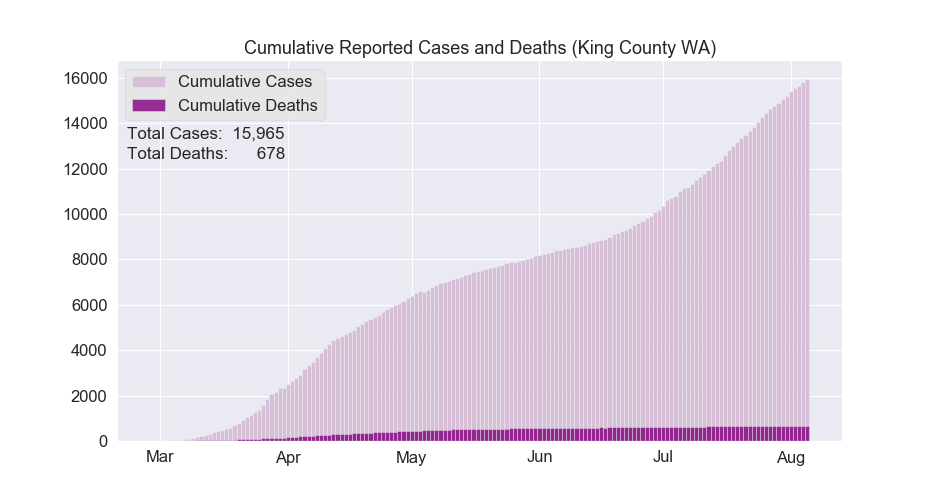 Cumulative Reported Cases and Deaths (King County WA)
16000
14000
12000
10000
8000
6000
4000
2000
0
Cumulative Cases
Cumulative Deaths
Total Cases: 15,965
Total Deaths: 678
Mar Apr May Jun Jul Aug